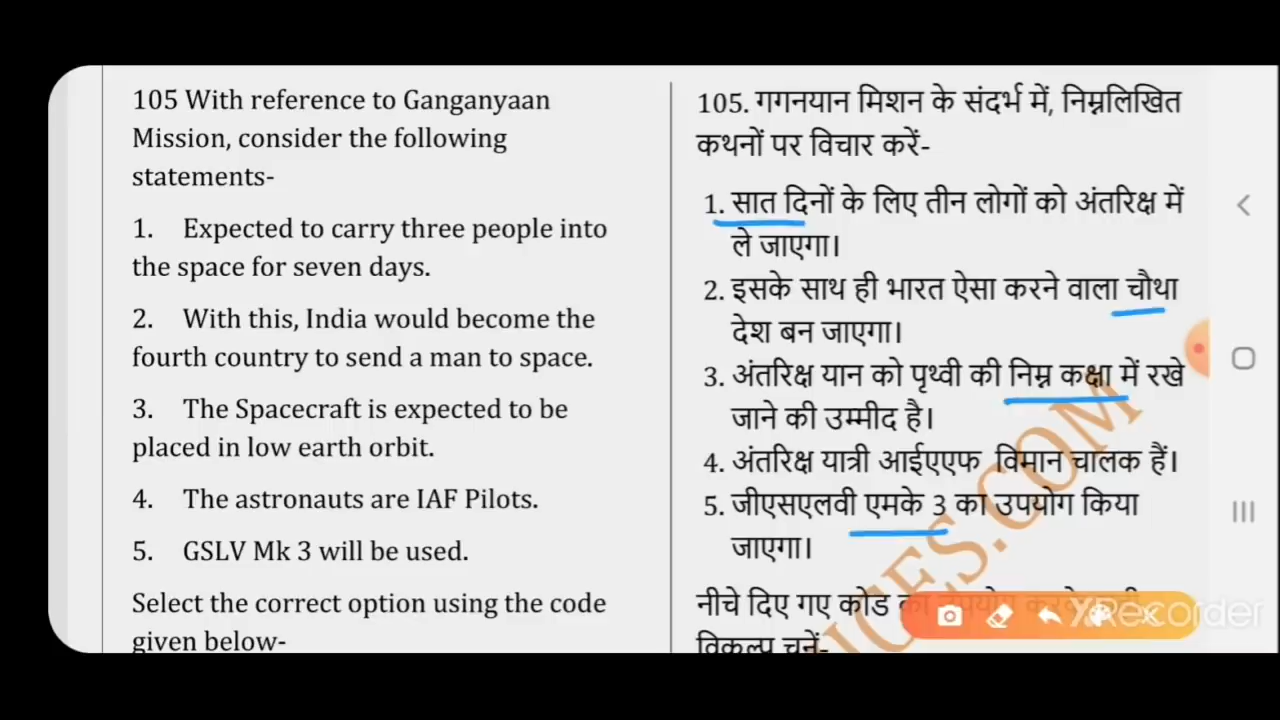 105 With reference to Ganganyaan
Mission, consider the following
statements-
1. Expected to carry three people into
the space for seven days.
2. With this, India would become the
fourth country to send a man to space.
3. The Spacecraft is expected to be
placed in low earth orbit.
4. The astronauts are IAF Pilots.
5. GSLV Mk 3 will be used.
Select the correct option using the code
given below-
105. गगनयान मिशन के संदर्भ में, निम्नलिखित
कथनों पर विचार करें-
1. सात दिनों के लिए तीन लोगों को अंतरिक्ष में
ले जाएगा।
2. इसके साथ ही भारत ऐसा करने वाला चौथा
देश बन जाएगा।
3. अंतरिक्ष यान को पृथ्वी की निम्न कक्षा में रखे
जाने की उम्मीद है।
4. अंतरिक्ष यात्री आईएएफ विमान चालक हैं।
5. जीएसएलवी एमके 3 का उपयोग किया
जाएगा।
नीचे दिए गए कोड का उपयोग करके
विकल्प चुनें-
XRecorder